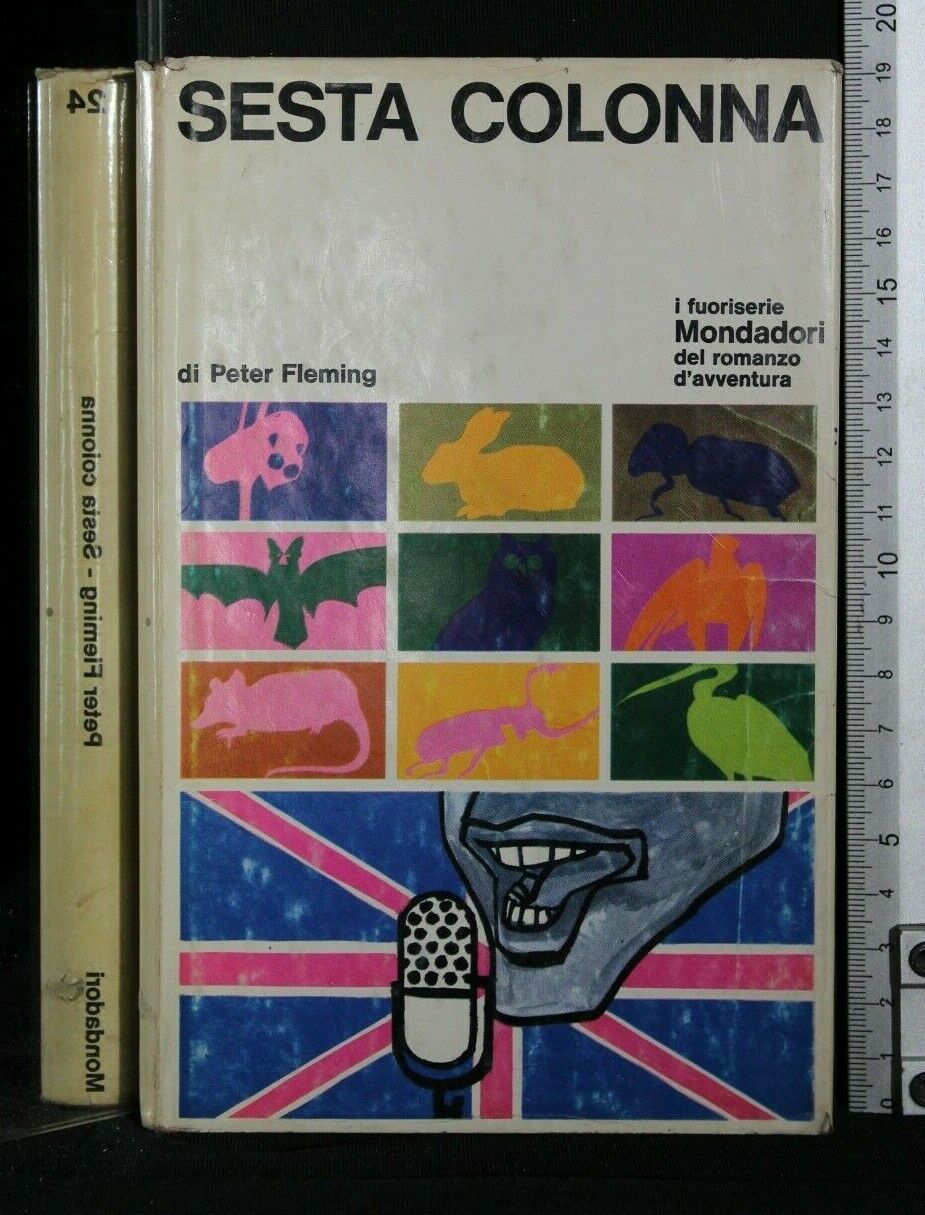 SESTA COLONNA
i fuoriserie
Mondadori
del romanzo
d'avventura
di Peter Fleming
24
Peter Fleming - Sesta colonna
Mondadori
20
19
18
17
16
15
14
13
12
11
10
9
8
7
6
5
4
3
2
1
0